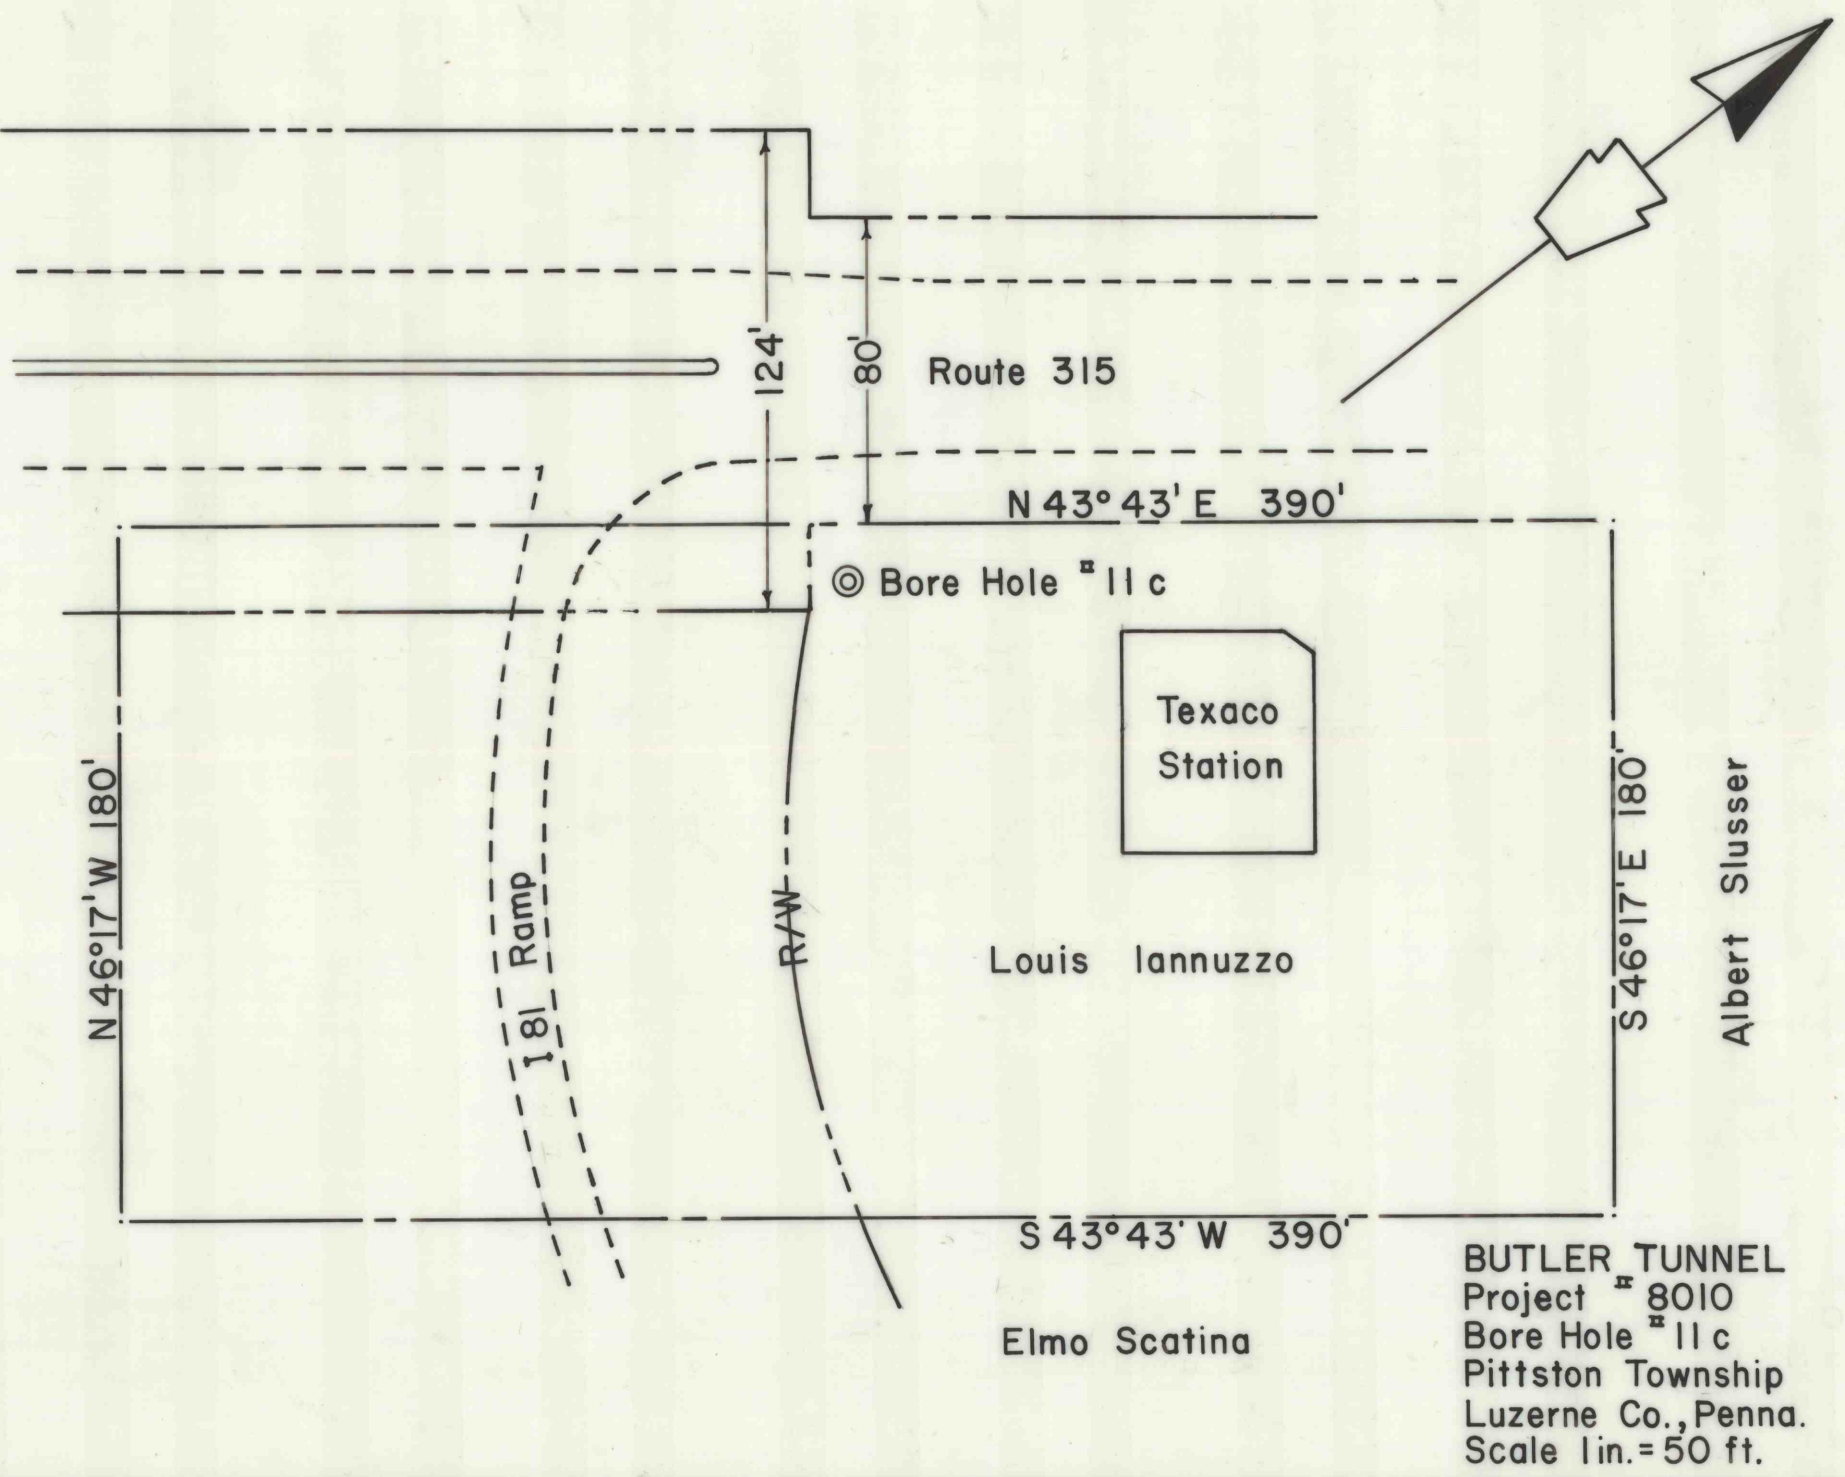 124'
80'
Route 315
N 43° 43' E 390'
Bore Hole # 11 c
Texaco
Station
N 46° 17' W 180'
I 81 Ramp
R/W
Louis Iannuzzo
S 46° 17' E 180'
Albert Slusser
S 43° 43' W 390'
Elmo Scatina
BUTLER TUNNEL
Project # 8010
Bore Hole # 11 c
Pittston Township
Luzerne Co., Penna.
Scale 1 in. = 50 ft.